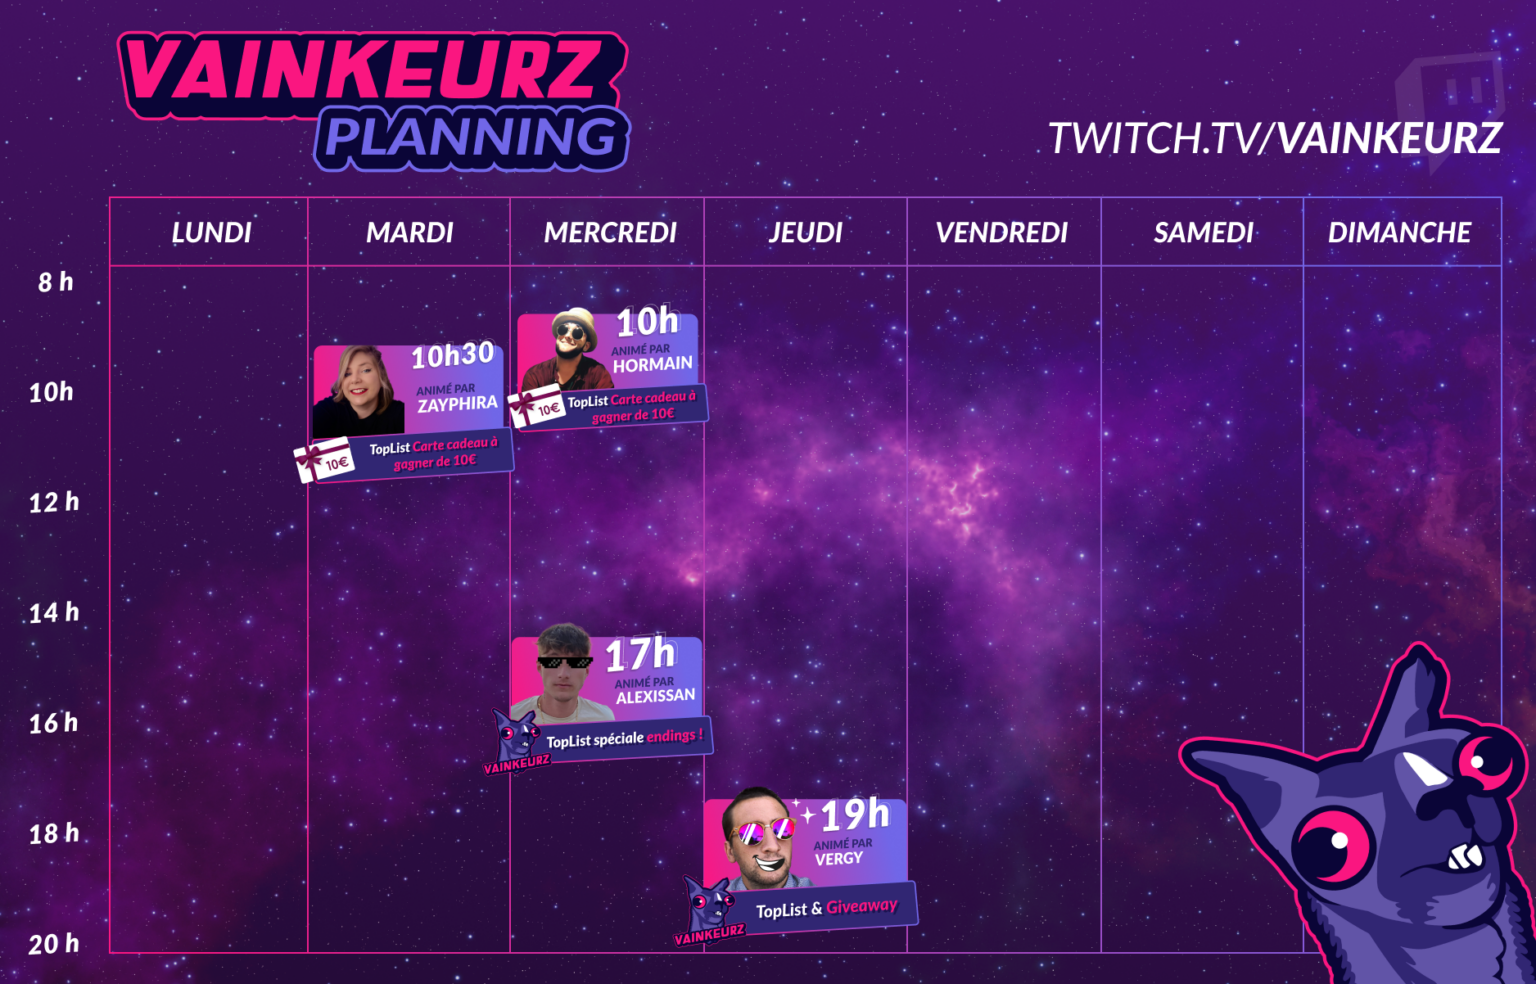 VAINKEURZ
PLANNING
TWITCH.TV/VAINKEURZ
LUNDI
MARDI
MERCREDI
JEUDI
VENDREDI
SAMEDI
DIMANCHE
8 h
10h
12 h
14 h
16 h
18 h
20 h
10h30
ANIMÉ PAR
ZAYPHIRA
10€
TopList Carte cadeau à
gagner de 10€
10h
ANIMÉ PAR
HORMAIN
10€
TopList Carte cadeau à
gagner de 10€
17h
ANIMÉ PAR
ALEXISSAN
TopList spéciale endings !
VAINKEURZ
19h
ANIMÉ PAR
VERGY
TopList & Giveaway
VAINKEURZ